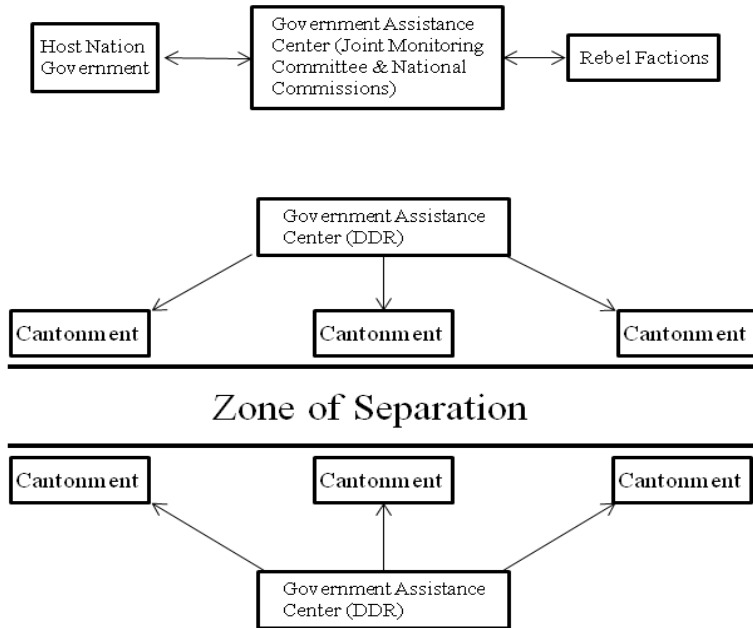 Host Nation
Government
Government Assistance
Center (Joint Monitoring
Committee & National
Commissions)
Rebel Factions
Government Assistance
Center (DDR)
Cantonment
Cantonment
Cantonment
Zone of Separation
Cantonment
Cantonment
Cantonment
Government Assistance
Center (DDR)